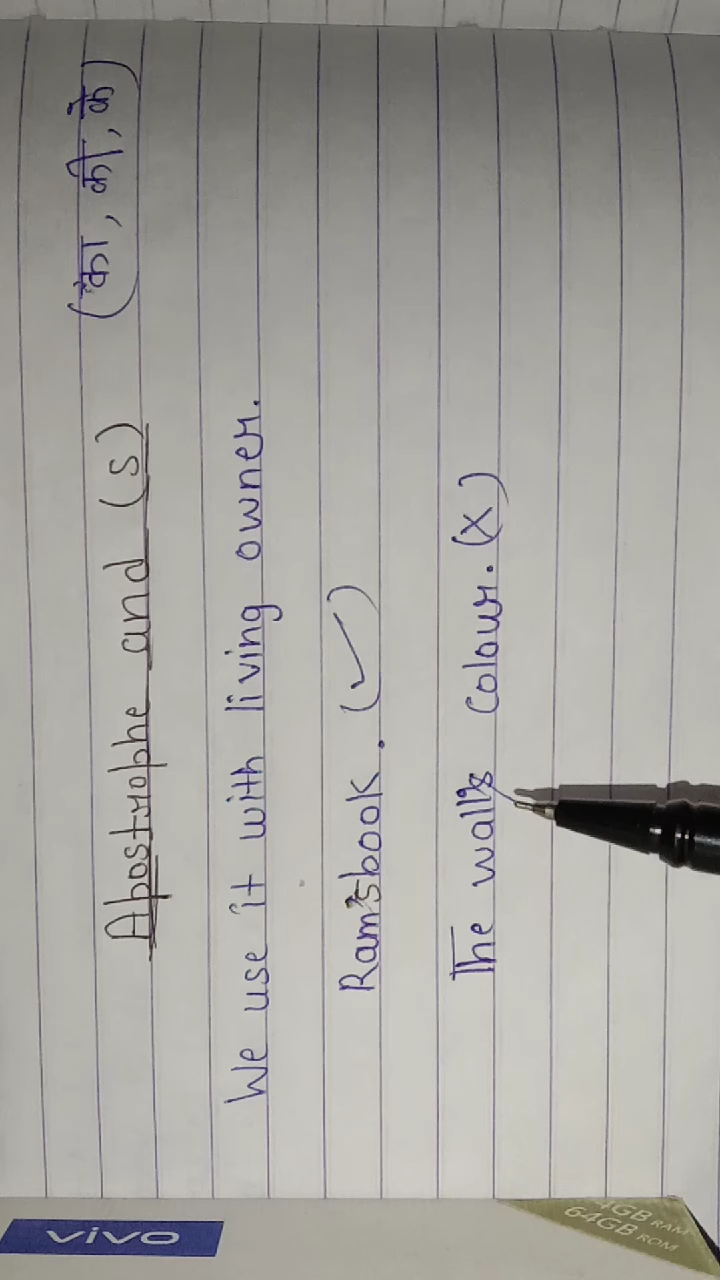 Apostrophe and (s) (का, की, के)
We use it with living owner.
Ram's book. (✓)
The wall's colour. (X)
vivo
4GB RAM
64GB ROM